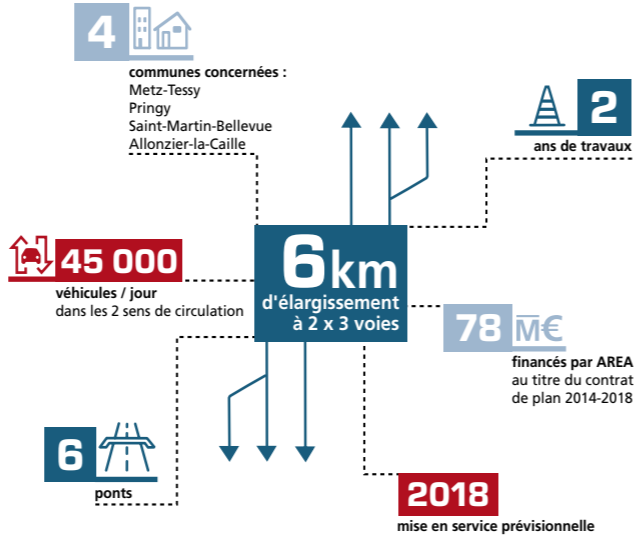 4
communes concernées :
Metz-Tessy
Pringy
Saint-Martin-Bellevue
Allonzier-la-Caille
2
ans de travaux
45 000
véhicules / jour
dans les 2 sens de circulation
6km
d'élargissement
à 2 x 3 voies
78 M€
financés par AREA
au titre du contrat
de plan 2014-2018
6
ponts
2018
mise en service prévisionnelle